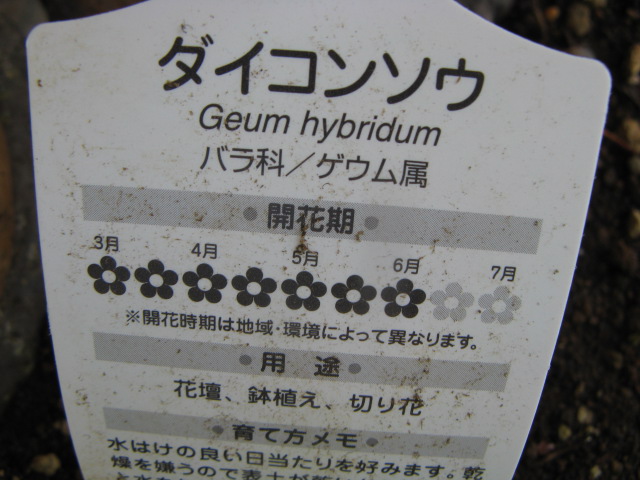 ダイコンソウ
Geum hybridum
バラ科／ゲウム属
開花期
3月 4月 5月 6月 7月
※開花時期は地域・環境によって異なります。
用途
花壇、鉢植え、切り花
育て方メモ
水はけの良い日当たりを好みます。乾
燥を嫌うので表土が